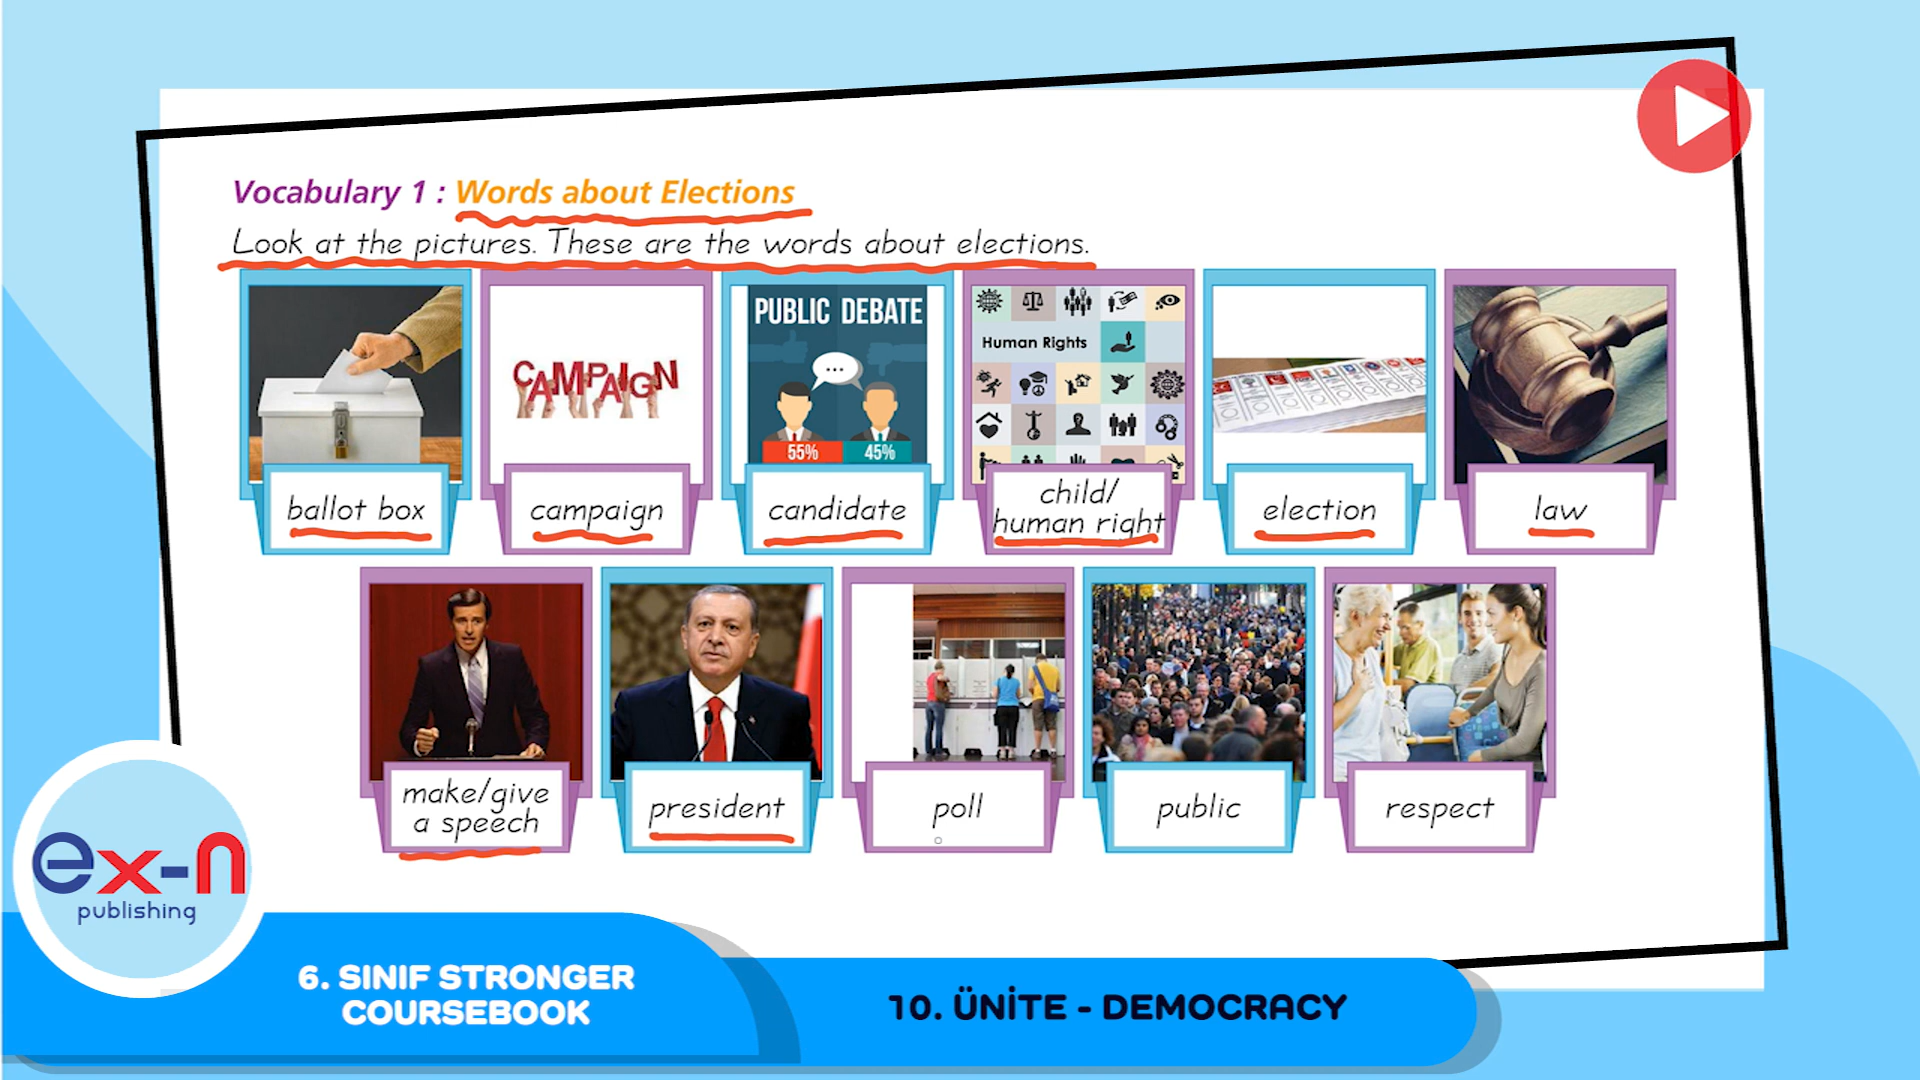 Vocabulary 1 : Words about Elections
Look at the pictures. These are the words about elections.
CAMPAIGN
PUBLIC DEBATE
...
55% 45%
Human Rights
ballot box
campaign
candidate
child/
human right
election
law
make/give
a speech
president
poll
public
respect
ex-n
publishing
6. SINIF STRONGER
COURSEBOOK
10. ÜNİTE - DEMOCRACY